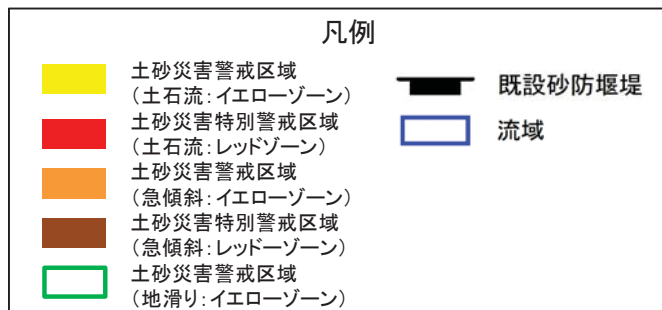 凡例
土砂災害警戒区域
（土石流：イエローゾーン）
土砂災害特別警戒区域
（土石流：レッドゾーン）
土砂災害警戒区域
（急傾斜：イエローゾーン）
土砂災害特別警戒区域
（急傾斜：レッドーゾーン）
土砂災害警戒区域
（地滑り：イエローゾーン）
既設砂防堰堤
流域